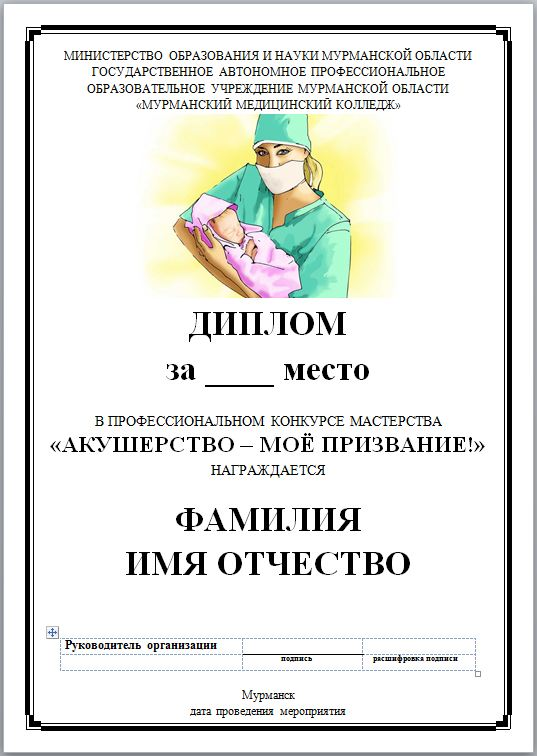 МИНИСТЕРСТВО ОБРАЗОВАНИЯ И НАУКИ МУРМАНСКОЙ ОБЛАСТИ
ГОСУДАРСТВЕННОЕ АВТОНОМНОЕ ПРОФЕССИОНАЛЬНОЕ
ОБРАЗОВАТЕЛЬНОЕ УЧРЕЖДЕНИЕ МУРМАНСКОЙ ОБЛАСТИ
«МУРМАНСКИЙ МЕДИЦИНСКИЙ КОЛЛЕДЖ»
ДИПЛОМ
за ____ место
В ПРОФЕССИОНАЛЬНОМ КОНКУРСЕ МАСТЕРСТВА
«АКУШЕРСТВО – МОЁ ПРИЗВАНИЕ!»
НАГРАЖДАЕТСЯ
ФАМИЛИЯ
ИМЯ ОТЧЕСТВО
Руководитель организации
подпись расшифровка подписи
Мурманск
дата проведения мероприятия